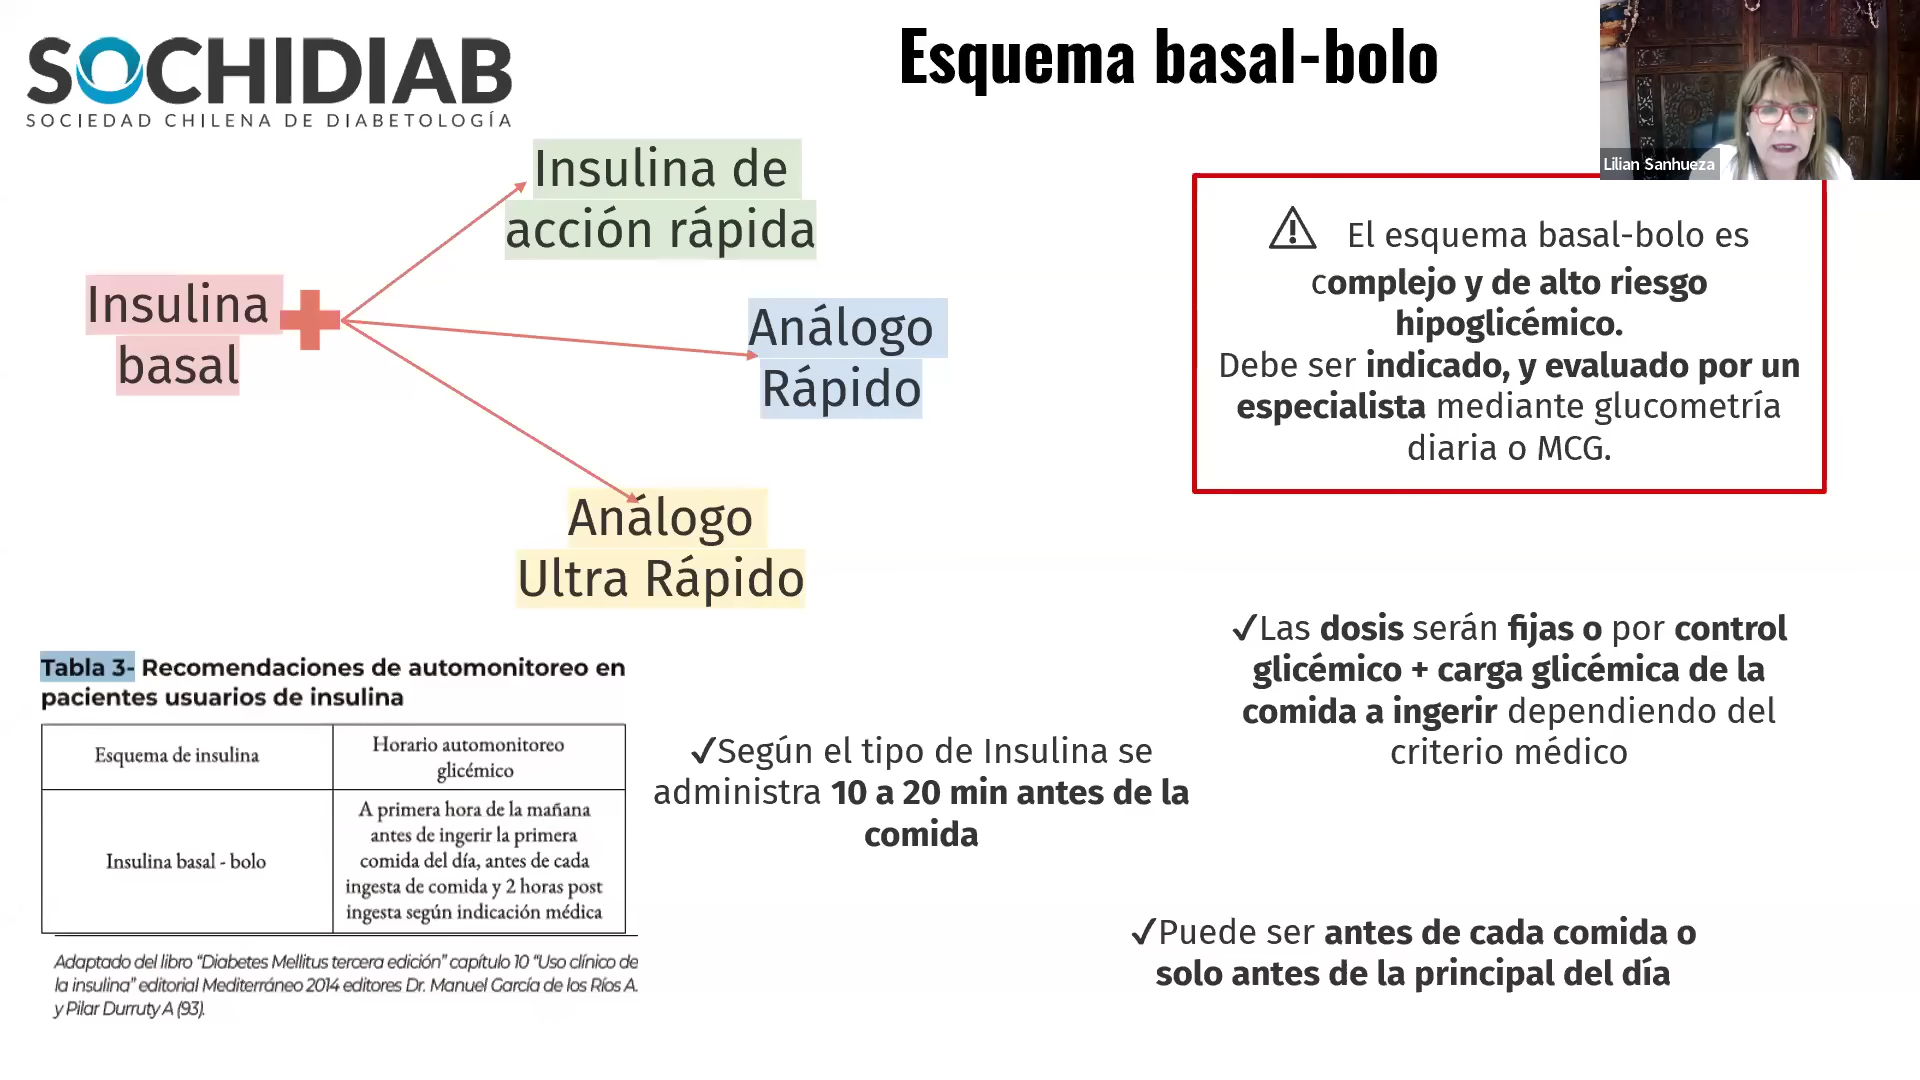 SOCHIDIAB
SOCIEDAD CHILENA DE DIABETOLOGÍA
Esquema basal-bolo
Lilian Sanhueza
Insulina de
acción rápida
Insulina
basal
Análogo
Rápido
Análogo
Ultra Rápido
El esquema basal-bolo es
complejo y de alto riesgo
hipoglicémico.
Debe ser indicado, y evaluado por un
especialista mediante glucometría
diaria o MCG.
✓Las dosis serán fijas o por control
glicémico + carga glicémica de la
comida a ingerir dependiendo del
criterio médico
Tabla 3- Recomendaciones de automonitoreo en
pacientes usuarios de insulina
Esquema de insulina
Horario automonitoreo
glicémico
Insulina basal - bolo
A primera hora de la mañana
antes de ingerir la primera
comida del día, antes de cada
ingesta de comida y 2 horas post
ingesta según indicación médica
Adaptado del libro “Diabetes Mellitus tercera edición” capítulo 10 “Uso clínico de
la insulina” editorial Mediterráneo 2014 editores Dr. Manuel García de los Ríos A.
y Pilar Durruty A (93).
✓Según el tipo de Insulina se
administra 10 a 20 min antes de la
comida
✓Puede ser antes de cada comida o
solo antes de la principal del día